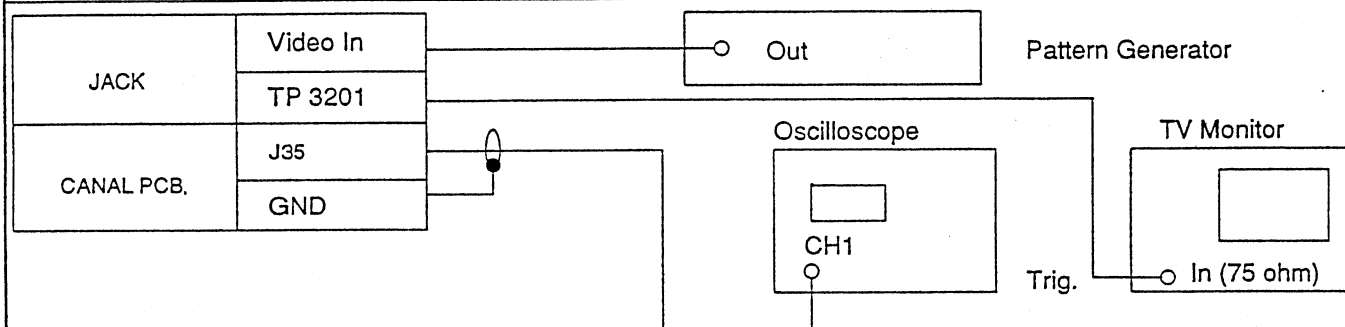 JACK
Video In
TP 3201
CANAL PCB,
J35
GND
Out
Pattern Generator
Oscilloscope
CH1
TV Monitor
Trig.
In (75 ohm)